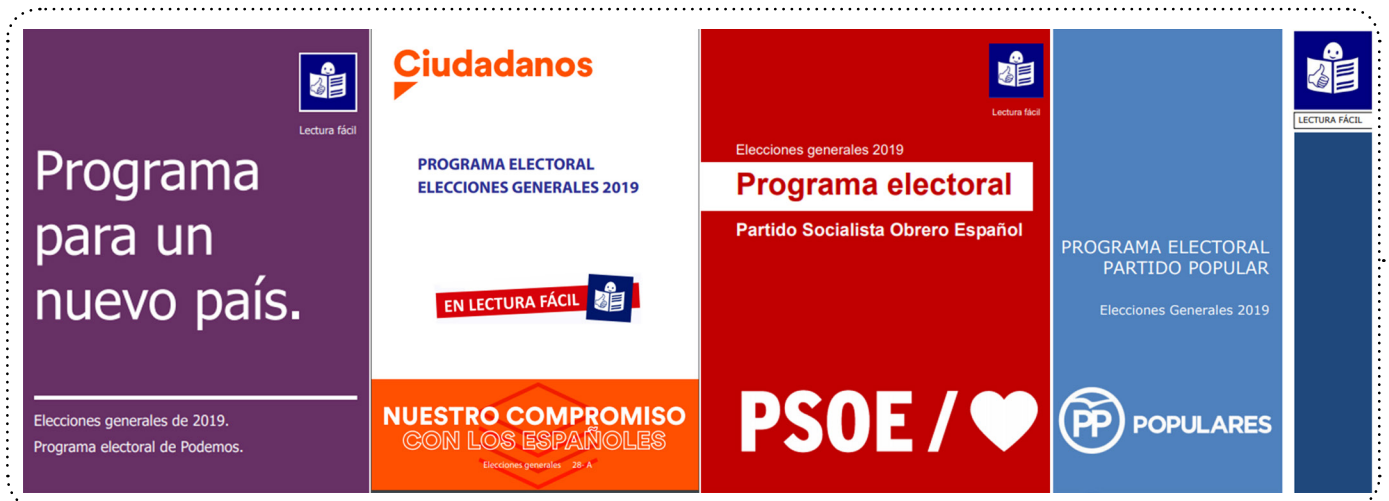 Lectura fácil
Programa
para un
nuevo país.
Elecciones generales de 2019.
Programa electoral de Podemos.
Ciudadanos
PROGRAMA ELECTORAL
ELECCIONES GENERALES 2019
EN LECTURA FÁCIL
NUESTRO COMPROMISO
CON LOS ESPAÑOLES
Elecciones generales 28-A
Lectura fácil
Elecciones generales 2019
Programa electoral
Partido Socialista Obrero Español
PSOE /
PROGRAMA ELECTORAL
PARTIDO POPULAR
Elecciones Generales 2019
PP POPULARES
LECTURA FÁCIL